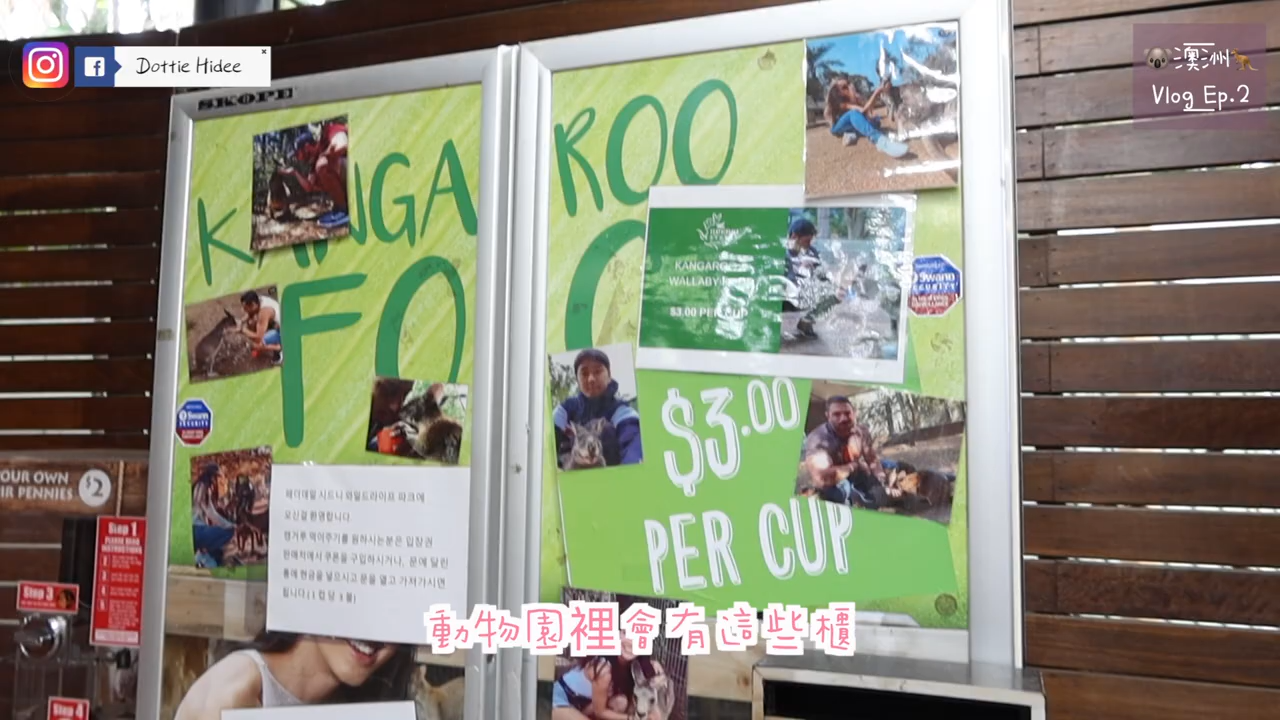 Dottie Hidee
澳洲
Vlog Ep.2
SKOPE
KANGAROO
FOO
KANGAROO
WALLABY
$3.00 PER CUP
Swann
SECURITY
$3.00
PER CUP
Swann
SECURITY
페더데일 시드니 와일드라이프 파크에
오신걸 환영합니다.
캥거루 먹이주기를 원하시는분은 입장권
판매처에서 쿠폰을 구입하시거나, 문에 달린
통에 현금을 넣으시고 문을 열고 가져가시면
됩니다.(1컵 당 3불)
OUR OWN
PENNIES
$2
Step 1
PLEASE READ
INSTRUCTIONS
Step 3
Step 4
動物園裡會有這些櫃